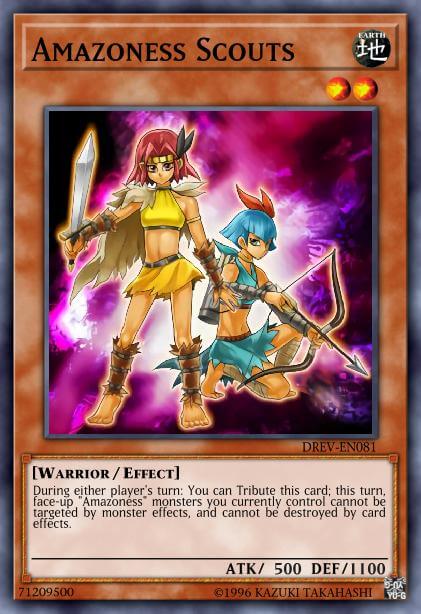 AMAZONESS SCOUTS
EARTH
地
DREV-EN081
[WARRIOR / EFFECT]
During either player's turn: You can Tribute this card; this turn,
face-up "Amazoness" monsters you currently control cannot be
targeted by monster effects, and cannot be destroyed by card
effects.
ATK/ 500 DEF/1100
71209500
©1996 KAZUKI TAKAHASHI